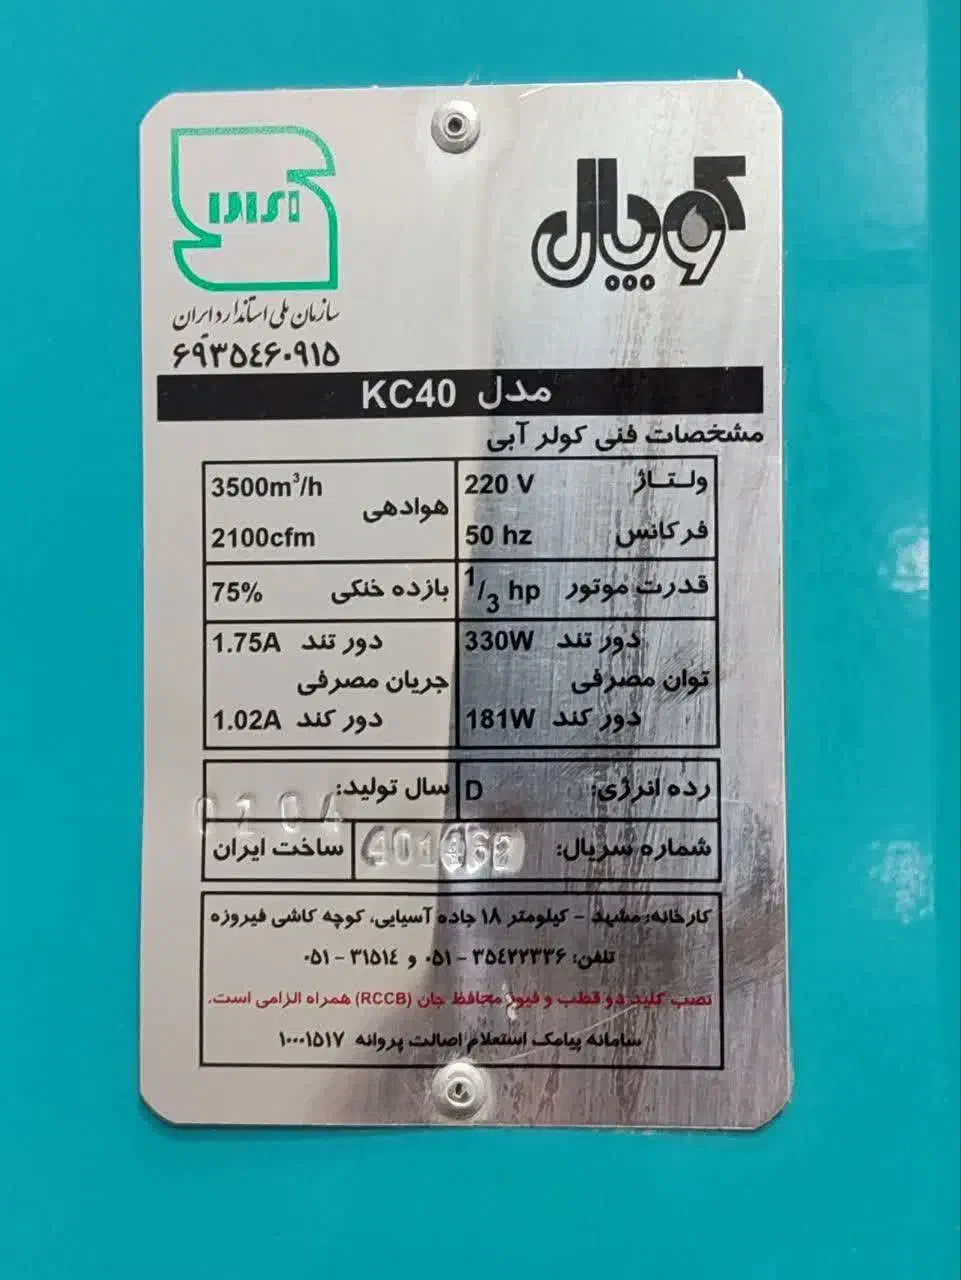 کوپال
سازمان ملی استاندارد ایران
۶۹۳۵۴۶۰۹۱۵
مدل KC40
مشخصات فنی کولر آبی
ولتاژ 220 V
فرکانس 50 hz
هوادهی 3500m³/h
2100cfm
قدرت موتور 1/3 hp
بازده خنکی 75%
دور تند 330W
توان مصرفی
دور کند 181W
دور تند 1.75A
جریان مصرفی
دور کند 1.02A
رده انرژی: D
سال تولید: 0204
شماره سریال:
ساخت ایران
کارخانه: مشهد - کیلومتر ۱۸ جاده آسیایی، کوچه کاشی فیروزه
تلفن: ۳۵۴۲۲۳۳۶ - ۰۵۱ و ۳۱۵۱۴ - ۰۵۱
نصب کلید دو قطب و فیوز محافظ جان (RCCB) همراه الزامی است.
سامانه پیامک استعلام اصالت پروانه ۱۰۰۰۱۵۱۷